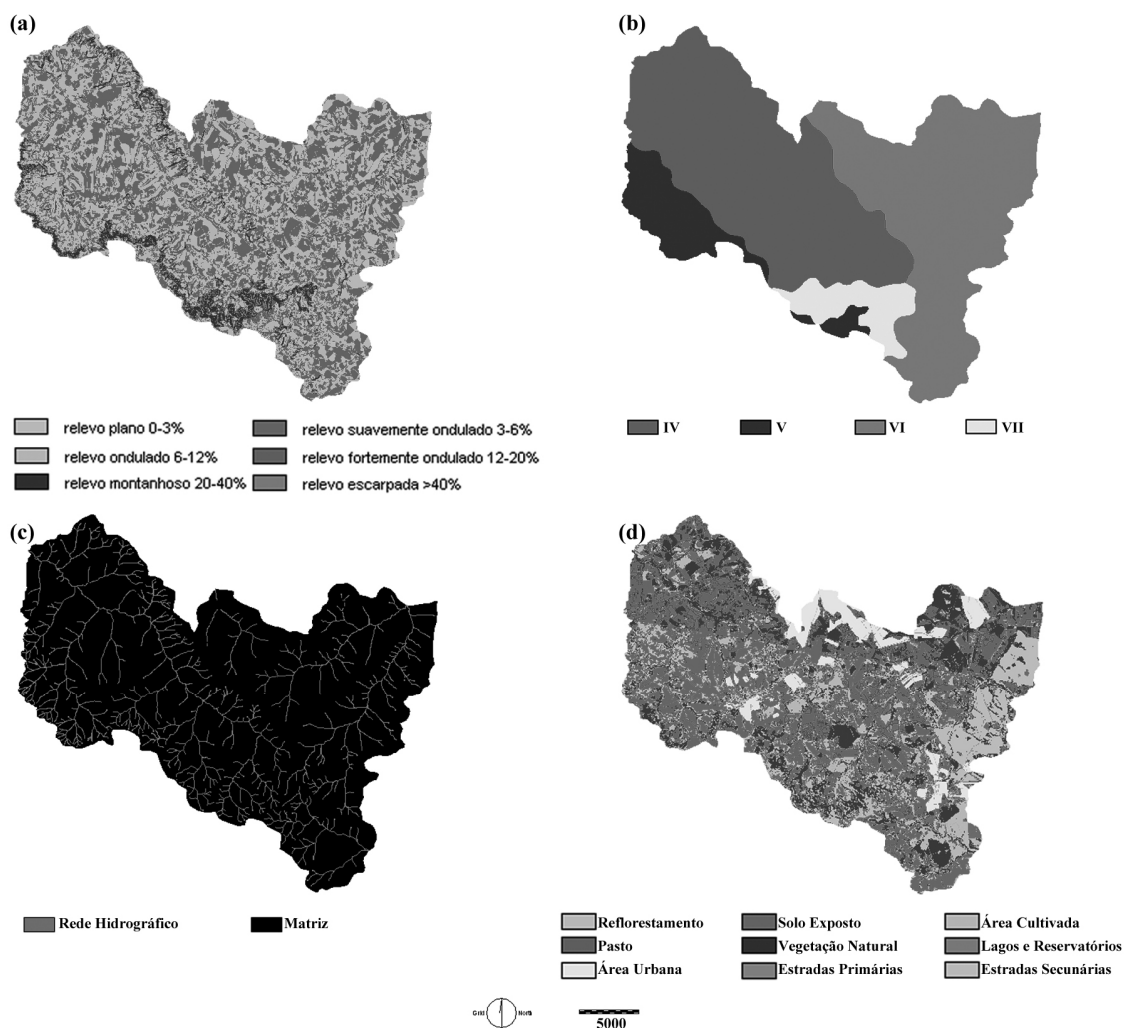 (a)
(b)
relevo plano 0-3%
relevo suavemente ondulado 3-6%
relevo ondulado 6-12%
relevo fortemente ondulado 12-20%
relevo montanhoso 20-40%
relevo escarpada >40%
IV
V
VI
VII
(c)
(d)
Rede Hidrográfico
Matriz
Reflorestamento
Solo Exposto
Área Cultivada
Pasto
Vegetação Natural
Lagos e Reservatórios
Área Urbana
Estradas Primárias
Estradas Secunárias
Grid North
5000